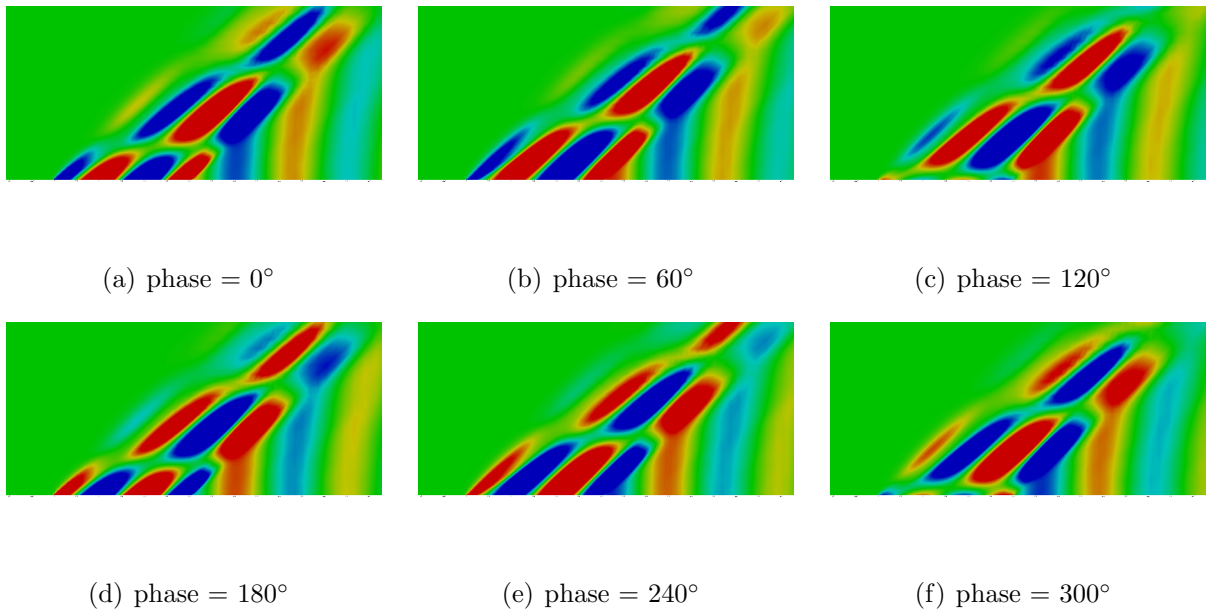 (a) phase = 0°
(b) phase = 60°
(c) phase = 120°
(d) phase = 180°
(e) phase = 240°
(f) phase = 300°